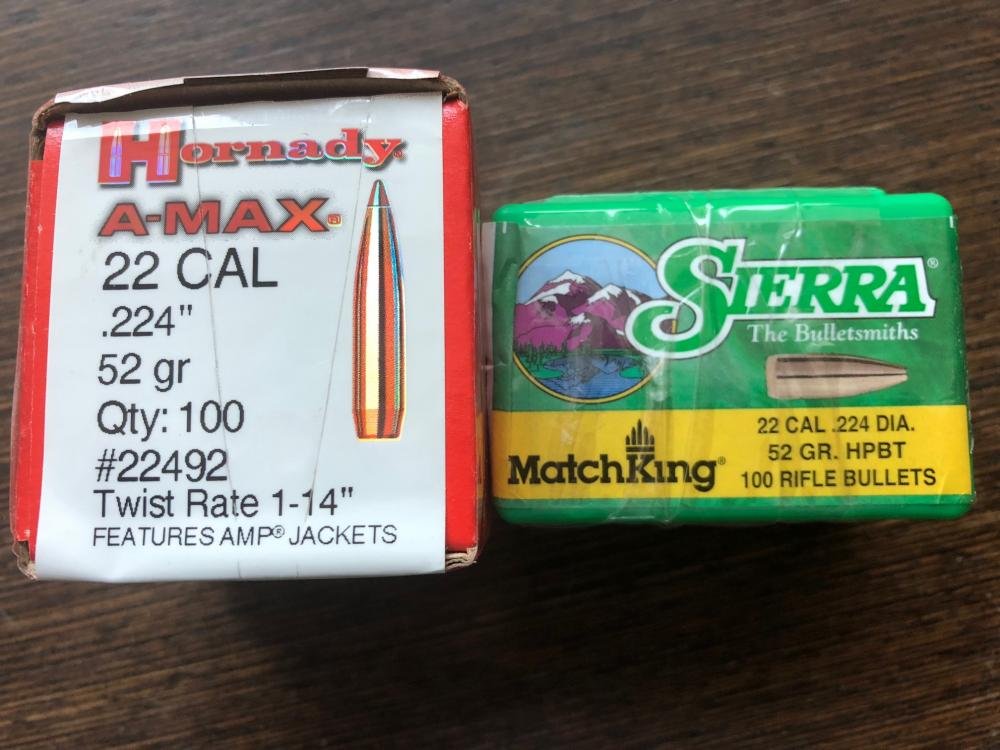 Hornady®
A-MAX®
22 CAL
.224"
52 gr
Qty: 100
#22492
Twist Rate 1-14"
FEATURES AMP® JACKETS
SIERRA®
The Bulletsmiths
MatchKing®
22 CAL .224 DIA.
52 GR. HPBT
100 RIFLE BULLETS